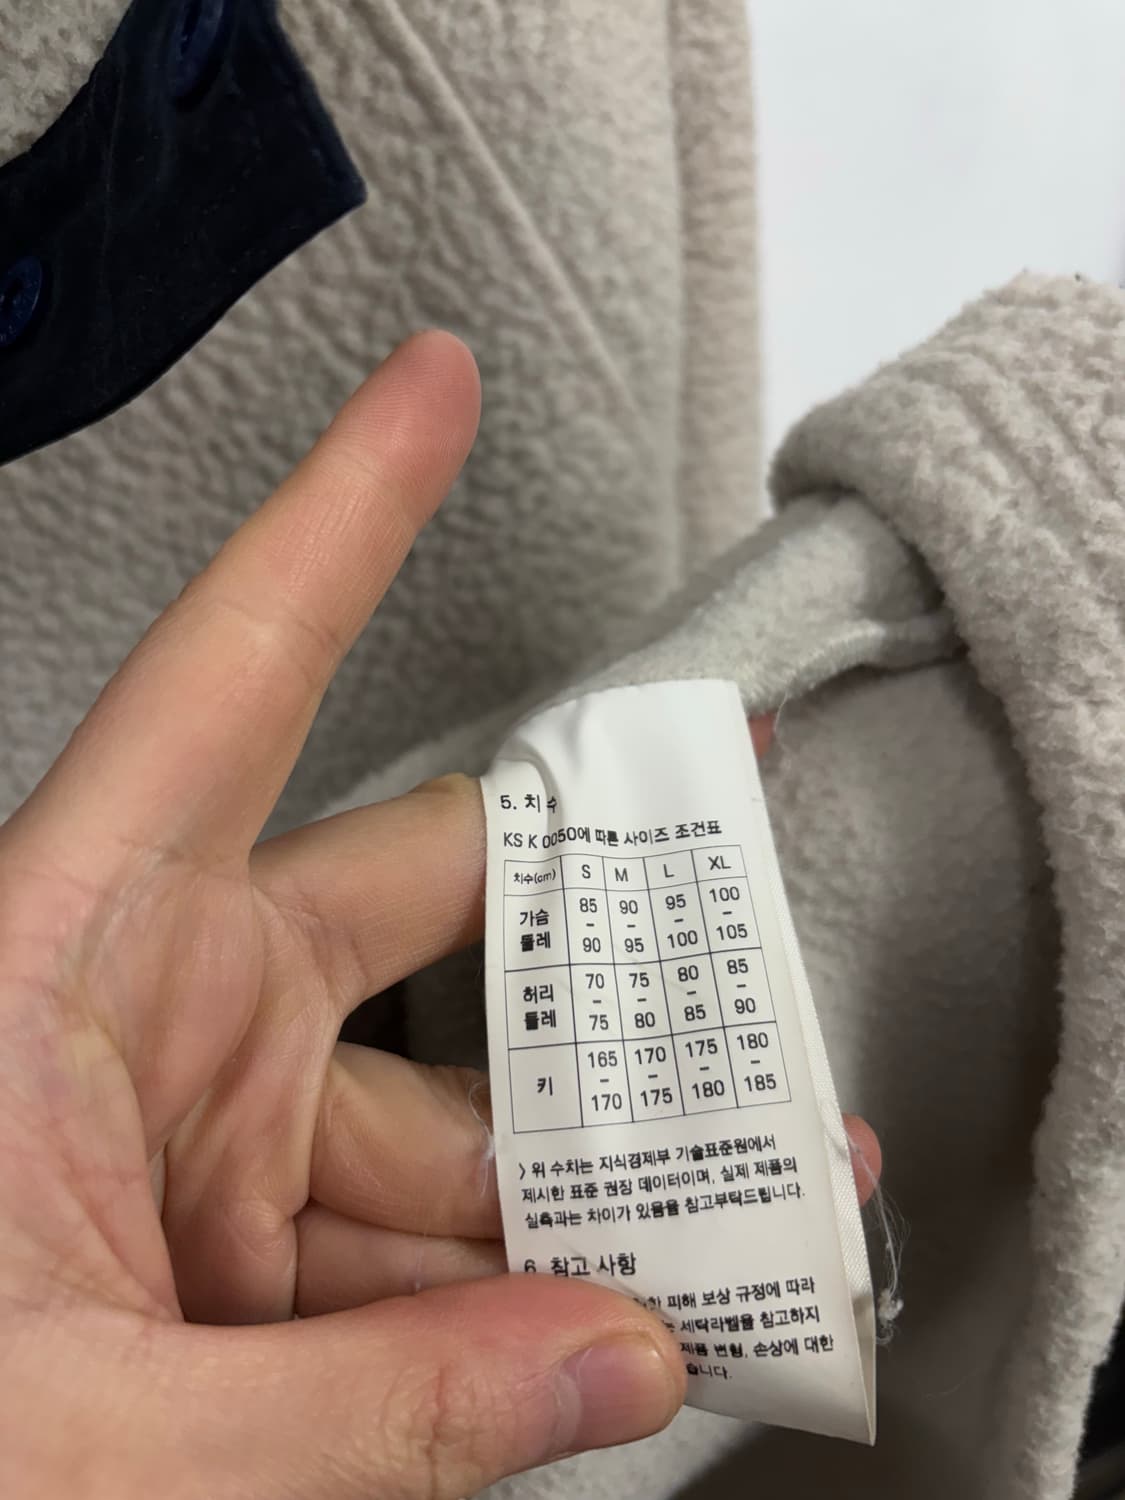 5. 치수
KS K 0050에 따른 사이즈 조건표
치수(cm) S M L XL
가슴 둘레 85 - 90 90 - 95 95 - 100 100 - 105
허리 둘레 70 - 75 75 - 80 80 - 85 85 - 90
키 165 - 170 170 - 175 175 - 180 180 - 185
> 위 수치는 지식경제부 기술표준원에서
제시한 표준 권장 데이터이며, 실제 제품의
실측과는 차이가 있음을 참고부탁드립니다.
6. 참고 사항
피해 보상 규정에 따라
세탁라벨을 참고하지
제품 변형, 손상에 대한